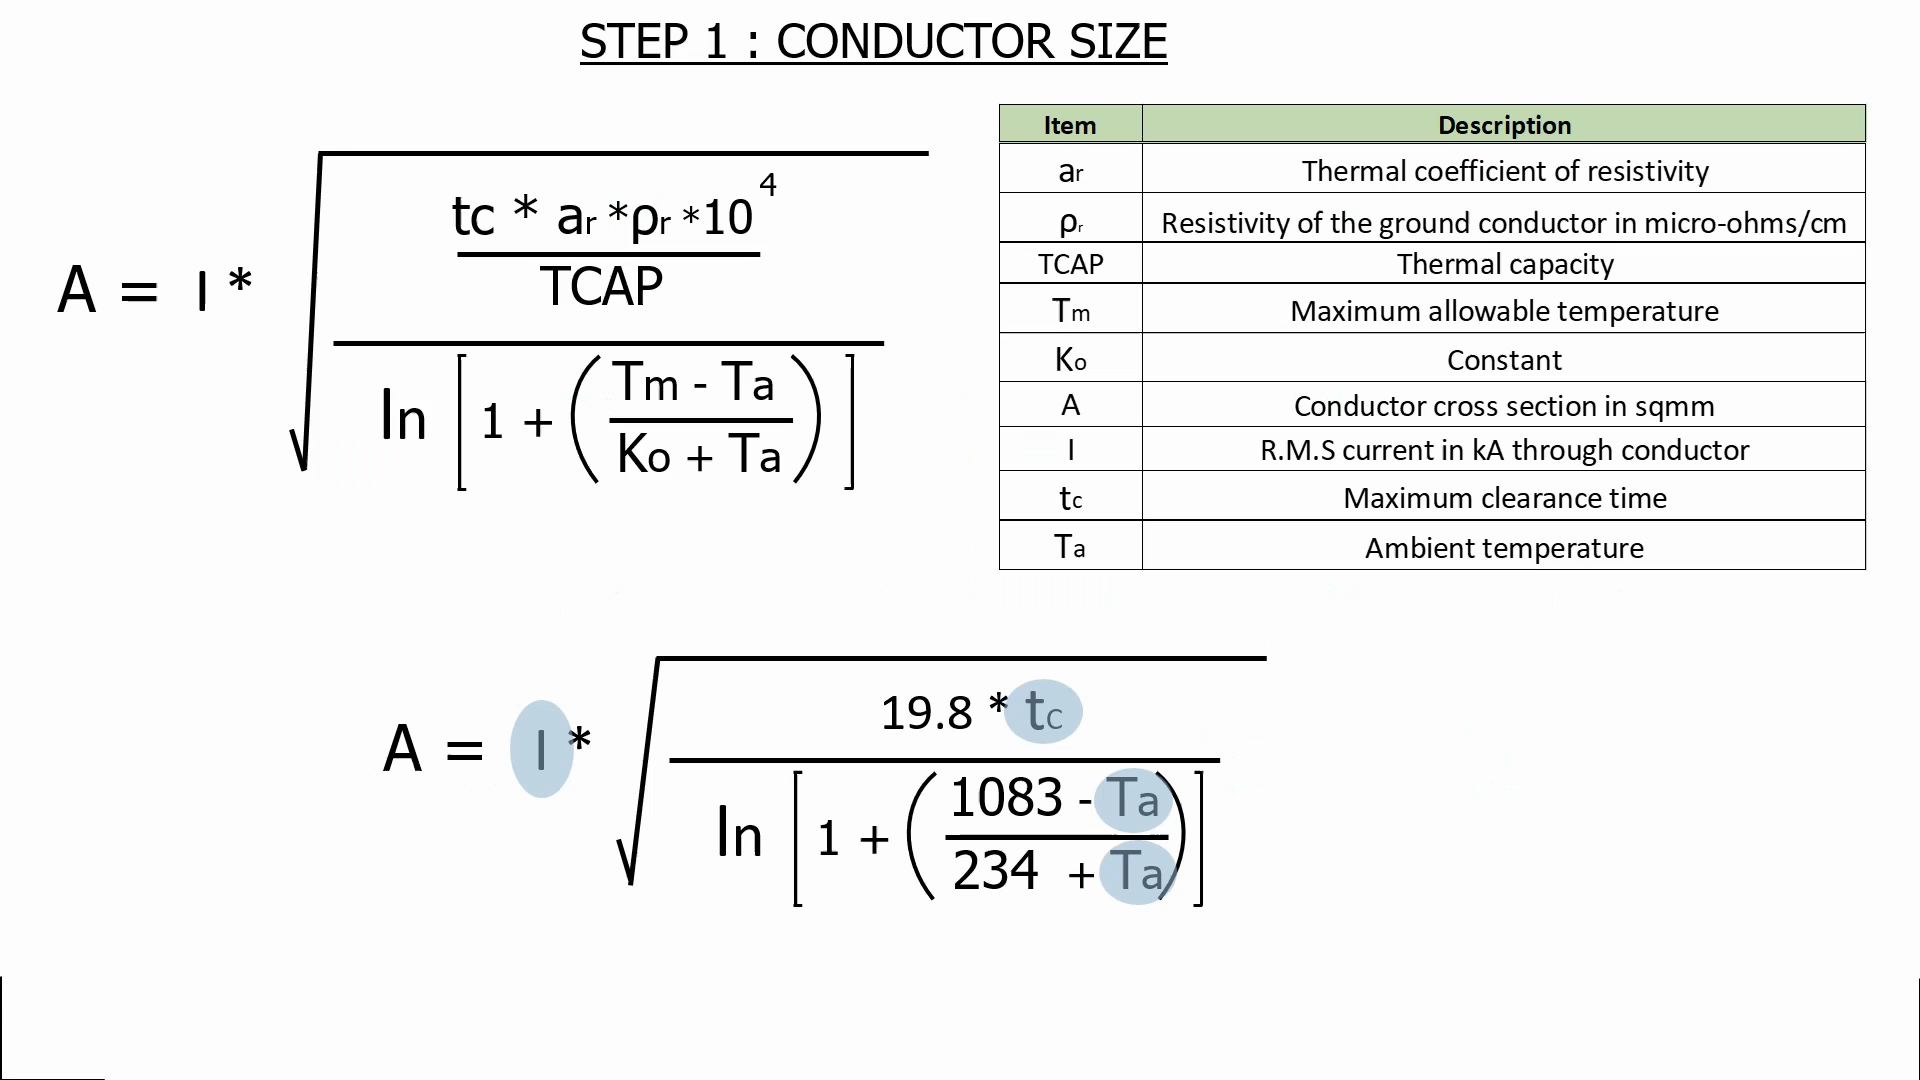 STEP 1 : CONDUCTOR SIZE
A = I * √
tc * ar *ρr *10 4
TCAP
ln [ 1 + ( Tm - Ta
Ko + Ta ) ]
Item Description
ar Thermal coefficient of resistivity
ρr Resistivity of the ground conductor in micro-ohms/cm
TCAP Thermal capacity
Tm Maximum allowable temperature
Ko Constant
A Conductor cross section in sqmm
I R.M.S current in kA through conductor
tc Maximum clearance time
Ta Ambient temperature
A = I * √
19.8 * tc
ln [ 1 + ( 1083 - Ta
234 + Ta ) ]